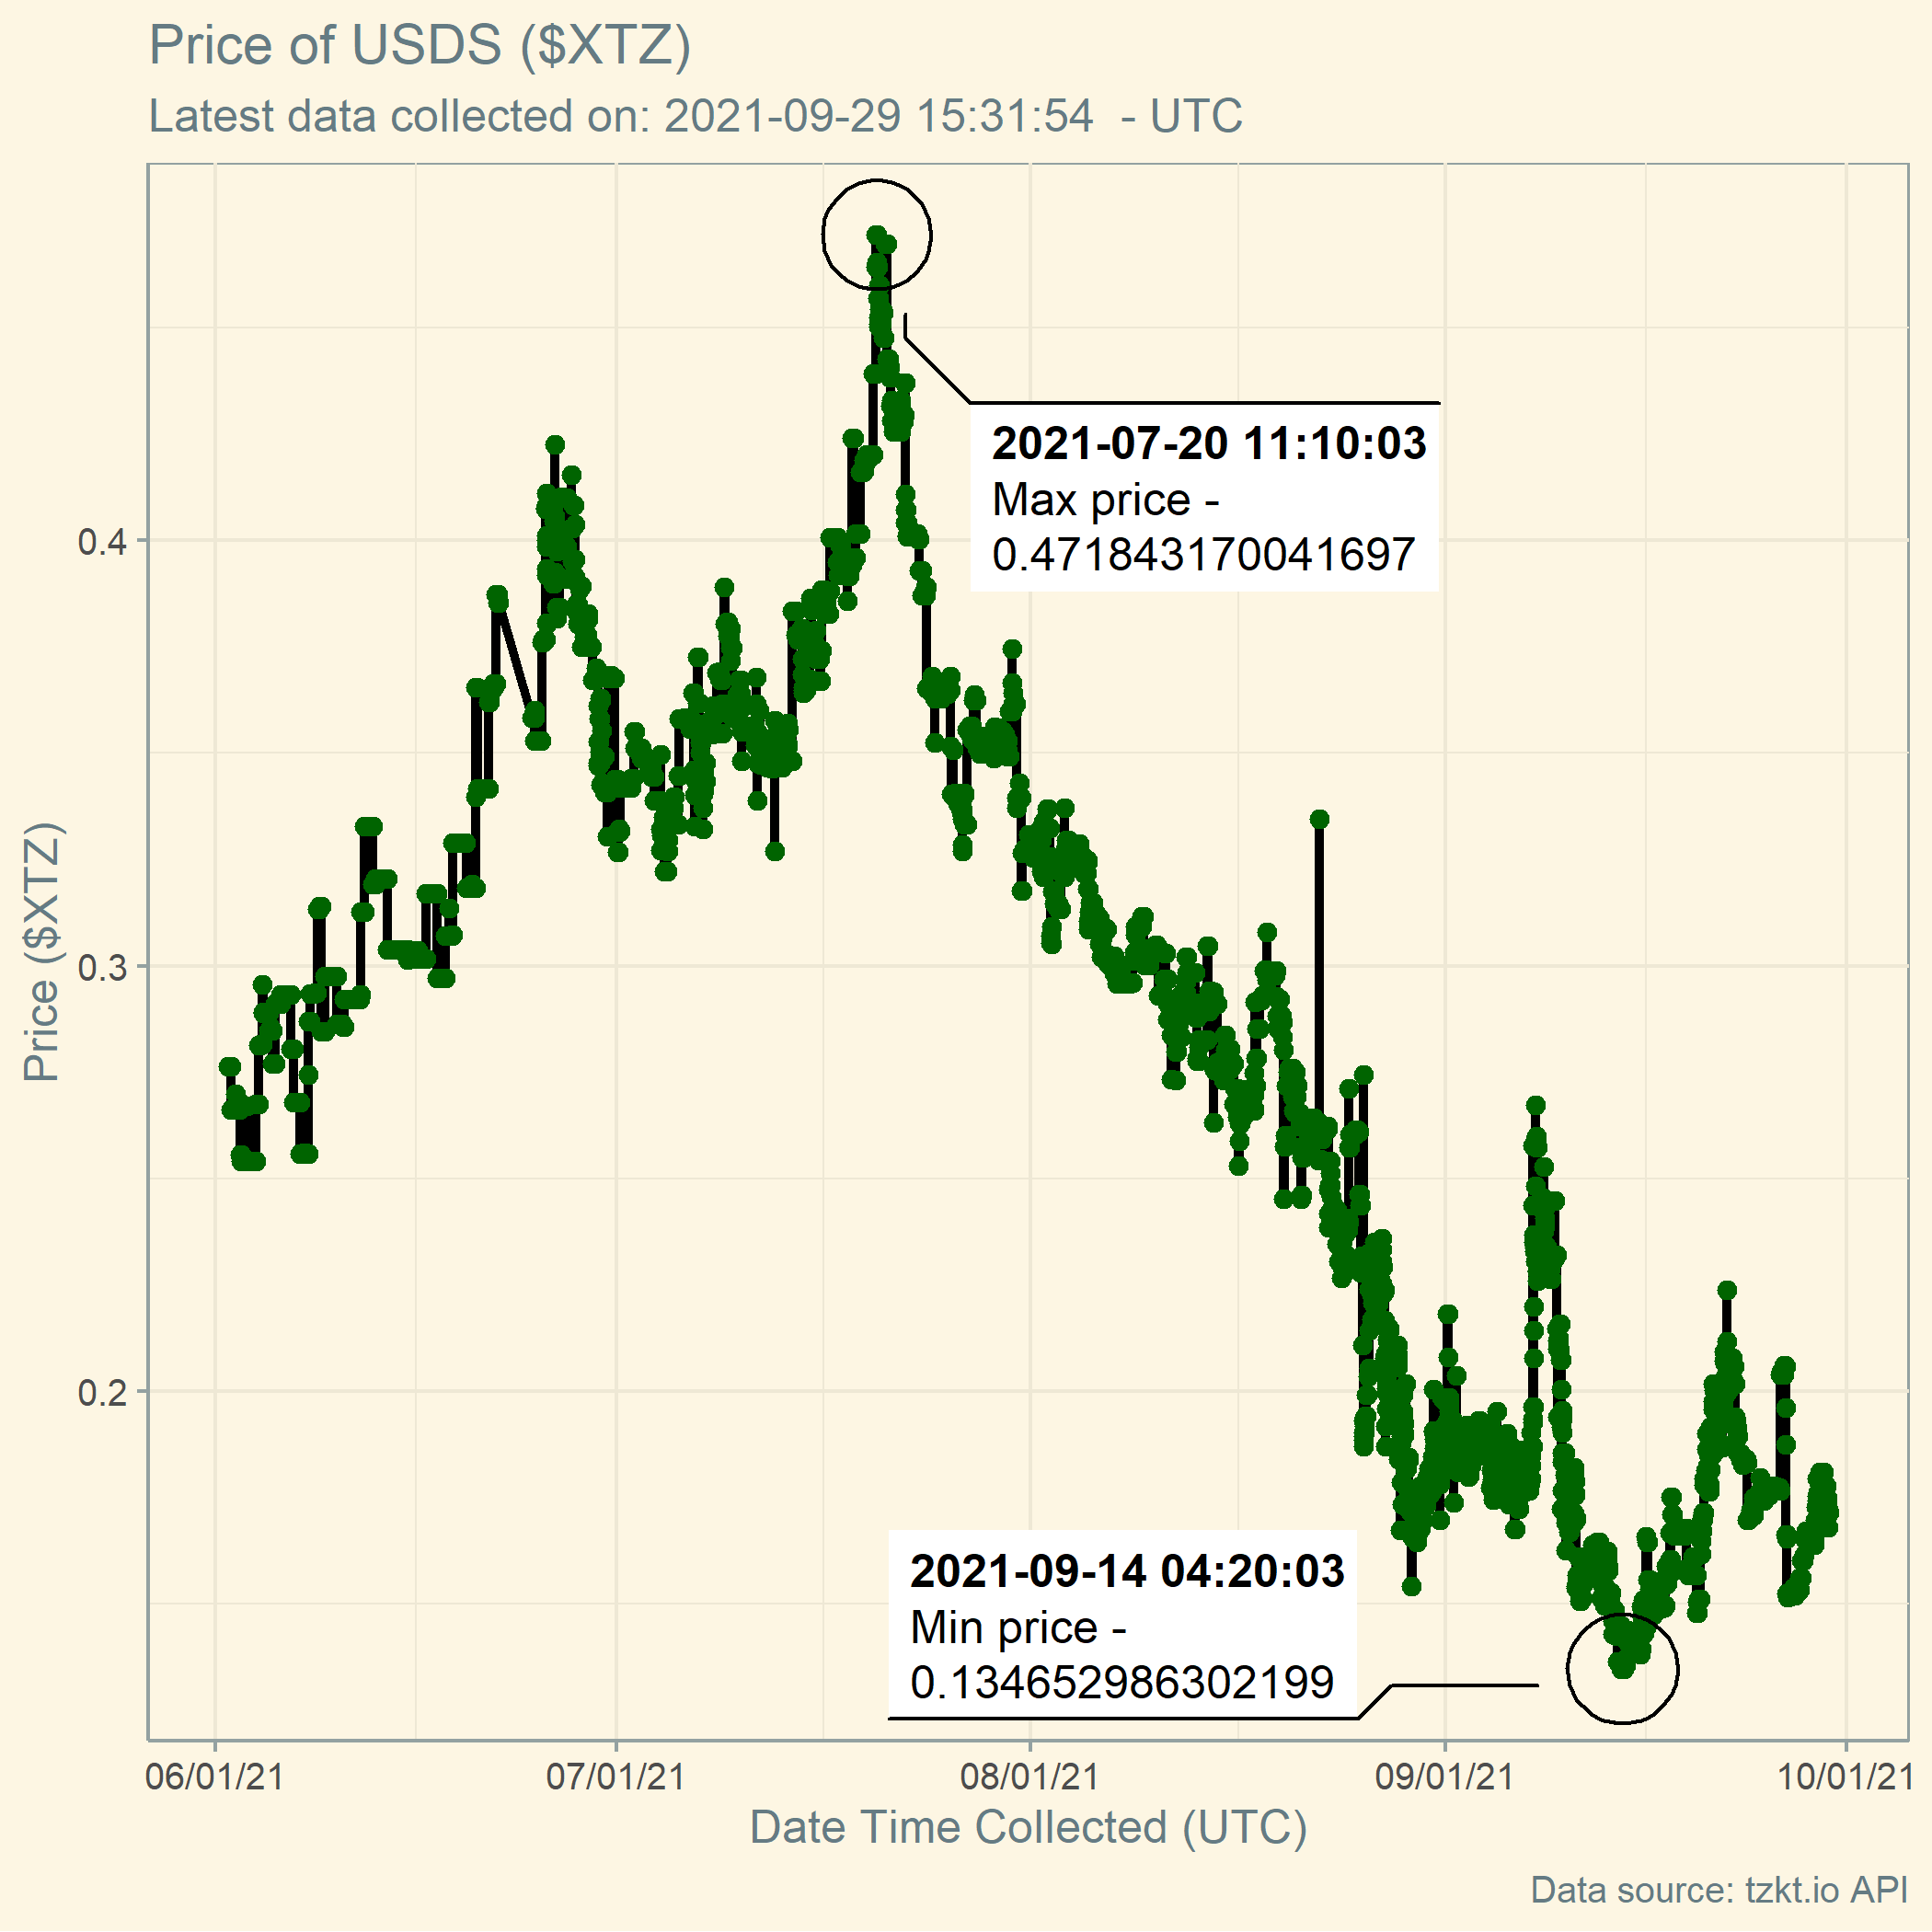 Price of USDS ($XTZ)
Latest data collected on: 2021-09-29 15:31:54  - UTC
Price ($XTZ)
0.4
0.3
0.2
2021-07-20 11:10:03
Max price -
0.471843170041697
2021-09-14 04:20:03
Min price -
0.134652986302199
06/01/21
07/01/21
08/01/21
09/01/21
10/01/21
Date Time Collected (UTC)
Data source: tzkt.io API